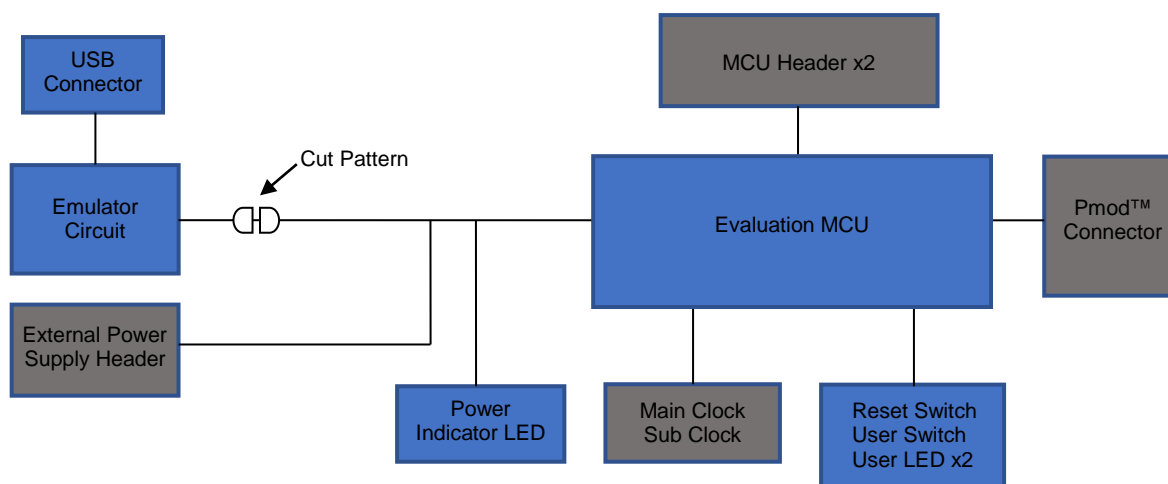 USB
Connector
MCU Header x2
Cut Pattern
Emulator
Circuit
Evaluation MCU
Pmod™
Connector
External Power
Supply Header
Power
Indicator LED
Main Clock
Sub Clock
Reset Switch
User Switch
User LED x2